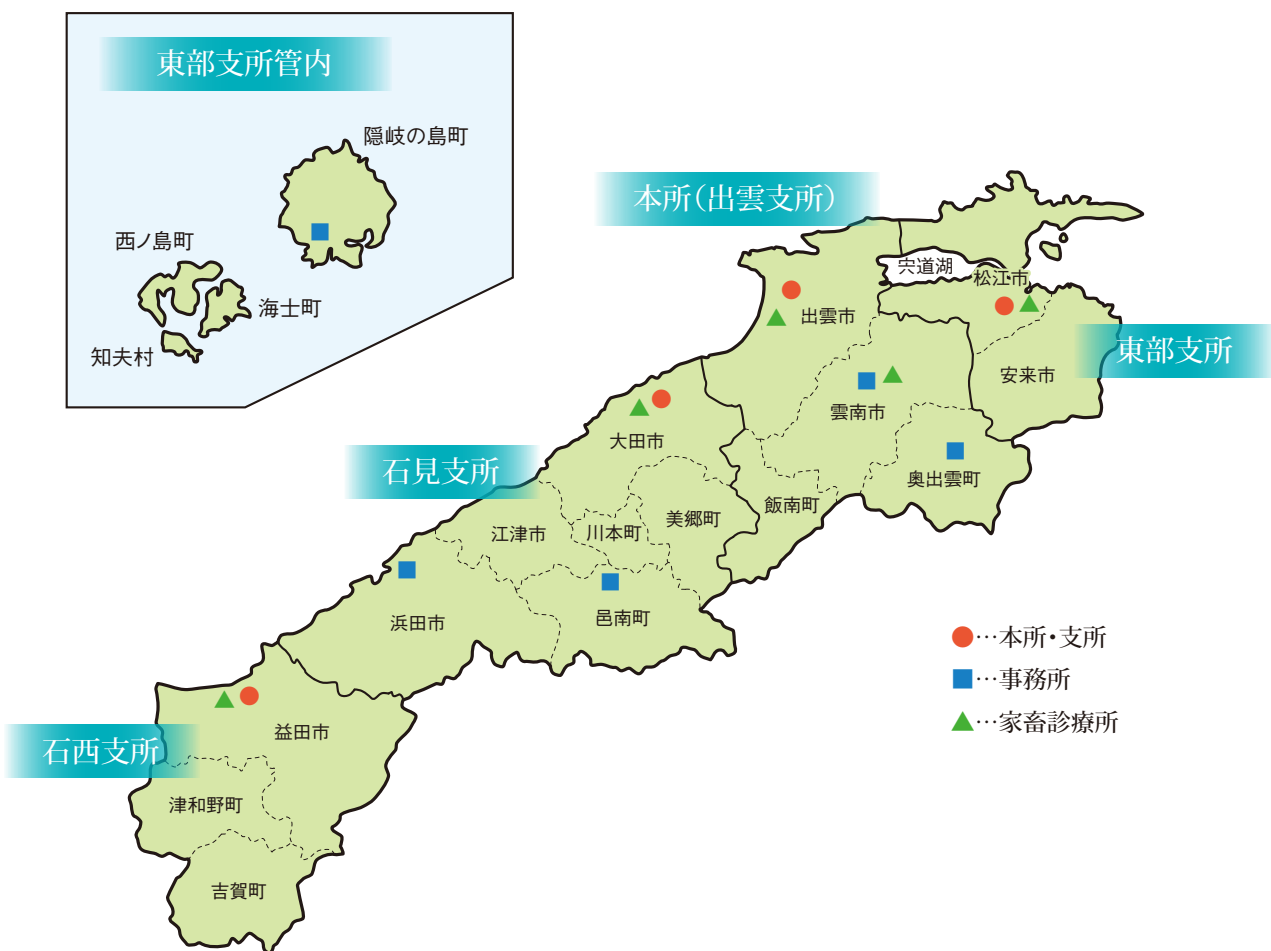 東部支所管内
隠岐の島町
西ノ島町
海士町
知夫村
本所（出雲支所）
宍道湖
松江市
出雲市
東部支所
安来市
雲南市
大田市
石見支所
奥出雲町
飯南町
美郷町
川本町
江津市
浜田市
邑南町
益田市
石西支所
津和野町
吉賀町
…本所・支所
…事務所
…家畜診療所